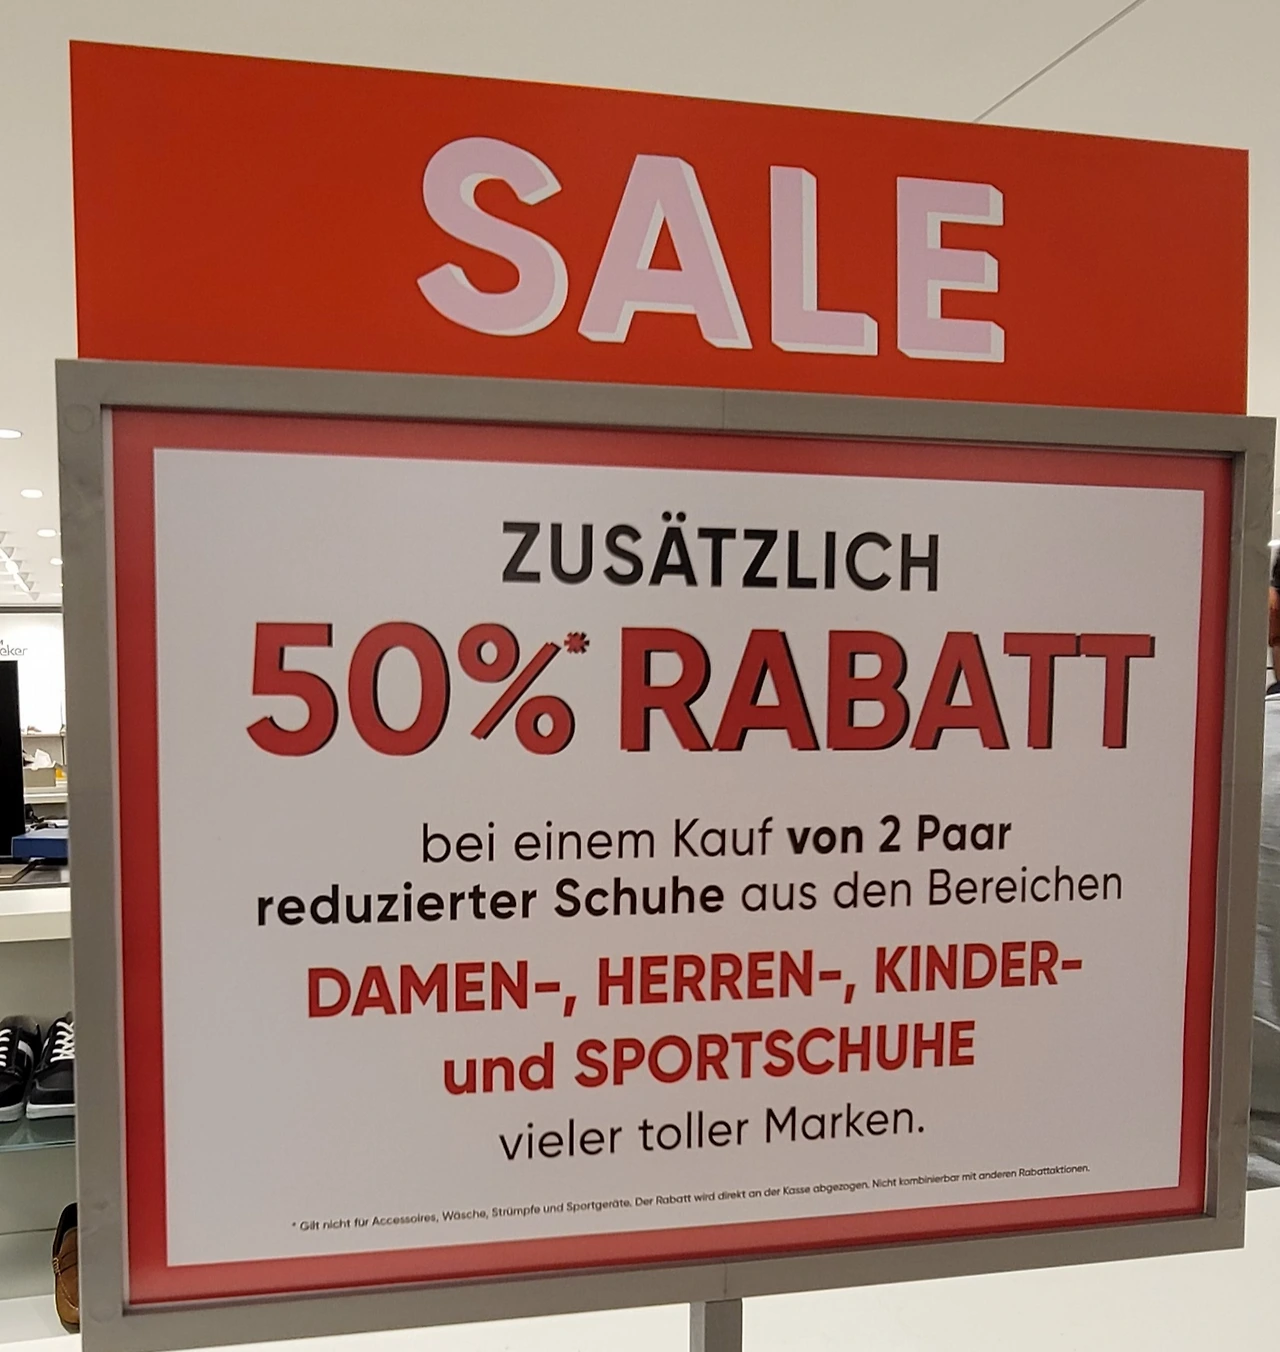 SALE
ZUSÄTZLICH
50%* RABATT
bei einem Kauf von 2 Paar
reduzierter Schuhe aus den Bereichen
DAMEN-, HERREN-, KINDER-
und SPORTSCHUHE
vieler toller Marken.
* Gilt nicht für Accessoires, Wäsche, Strümpfe und Sportgeräte. Der Rabatt wird direkt an der Kasse abgezogen. Nicht kombinierbar mit anderen Rabattaktionen.